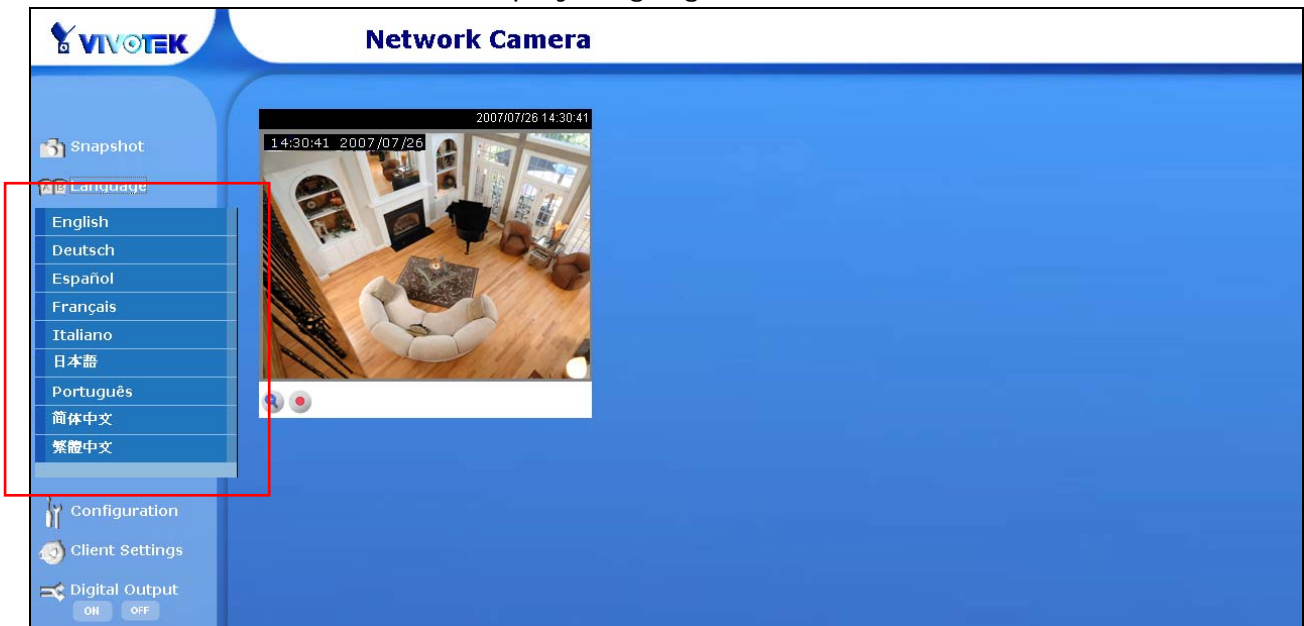 VIVOTEK
Network Camera
2007/07/26 14:30:41
14:30:41 2007/07/26
Snapshot
Language
English
Deutsch
Español
Français
Italiano
日本語
Português
简体中文
繁體中文
Configuration
Client Settings
Digital Output
ON OFF